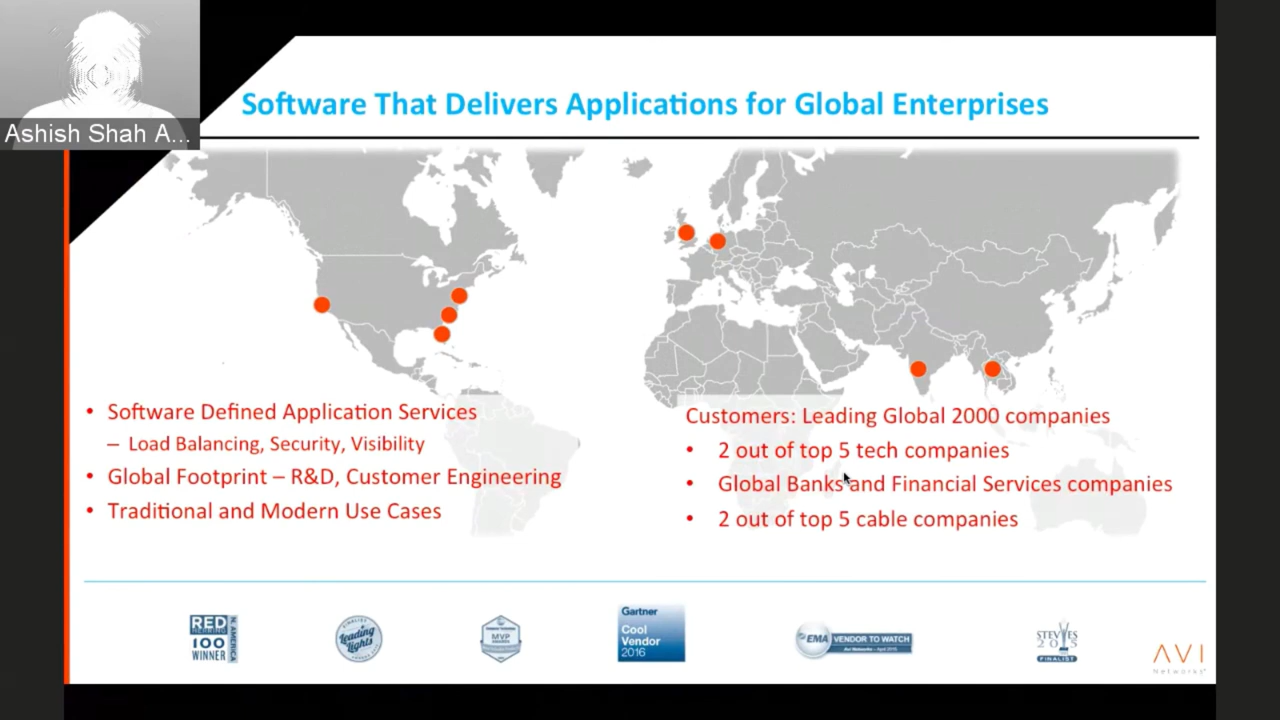 Ashish Shah A...
Software That Delivers Applications for Global Enterprises
• Software Defined Application Services
– Load Balancing, Security, Visibility
• Global Footprint – R&D, Customer Engineering
• Traditional and Modern Use Cases
Customers: Leading Global 2000 companies
• 2 out of top 5 tech companies
• Global Banks and Financial Services companies
• 2 out of top 5 cable companies
RED
HERRING
100
WINNER
N. AMERICA
Leading
Lights
MVP
Gartner
Cool
Vendor
2016
EMA VENDOR TO WATCH
STEVIES
2015
FINALIST
AVI
Networks